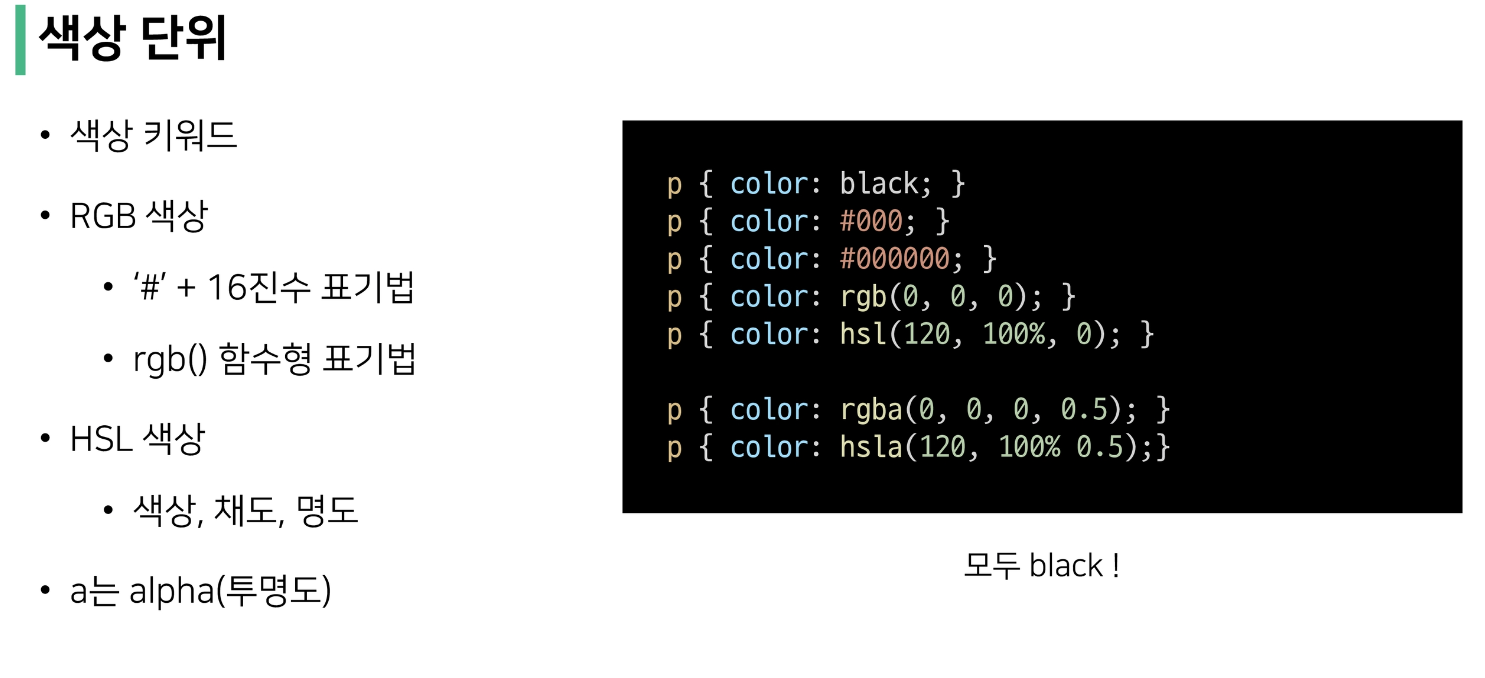 색상 단위
• 색상 키워드
• RGB 색상
• ‘#’ + 16진수 표기법
• rgb() 함수형 표기법
• HSL 색상
• 색상, 채도, 명도
• a는 alpha(투명도)
p { color: black; }
p { color: #000; }
p { color: #000000; }
p { color: rgb(0, 0, 0); }
p { color: hsl(120, 100%, 0); }
p { color: rgba(0, 0, 0, 0.5); }
p { color: hsla(120, 100% 0.5);}
모두 black !